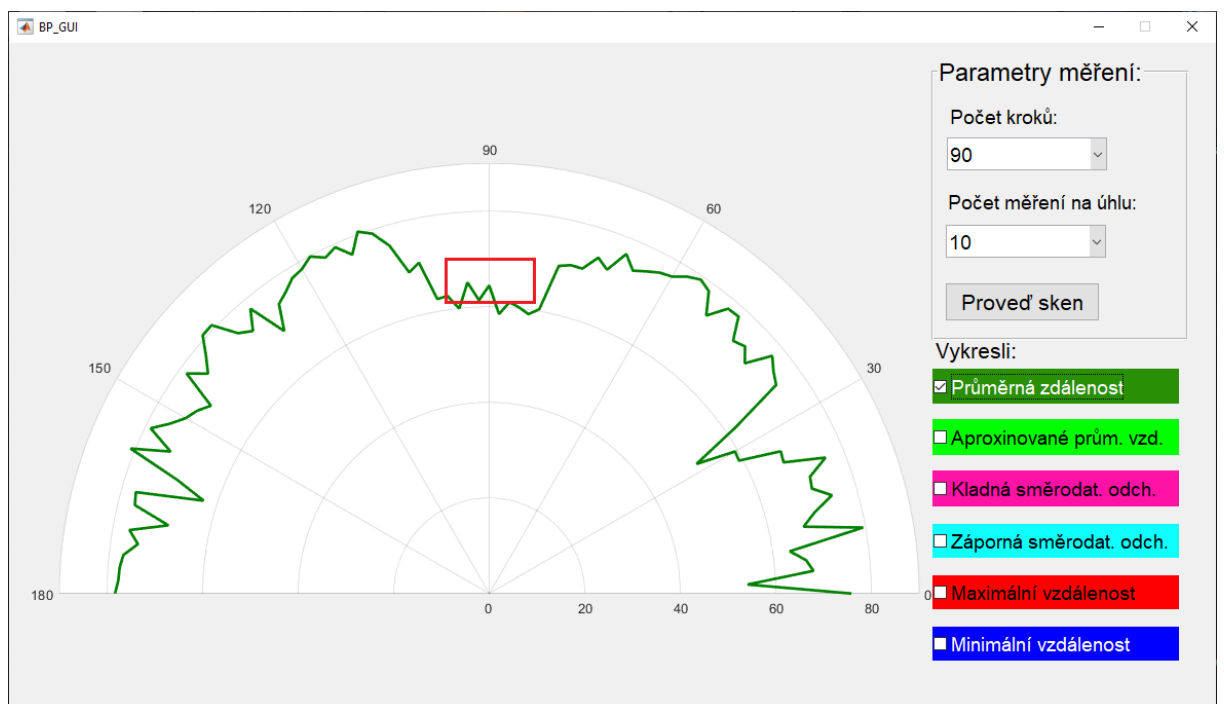 BP_GUI
Parametry měření:
Počet kroků:
90
Počet měření na úhlu:
10
Proveď sken
Vykresli:
Průměrná zdálenost
Aproxinované prům. vzd.
Kladná směrodat. odch.
Záporná směrodat. odch.
Maximální vzdálenost
Minimální vzdálenost
90
120
60
150
30
180
0
0
20
40
60
80